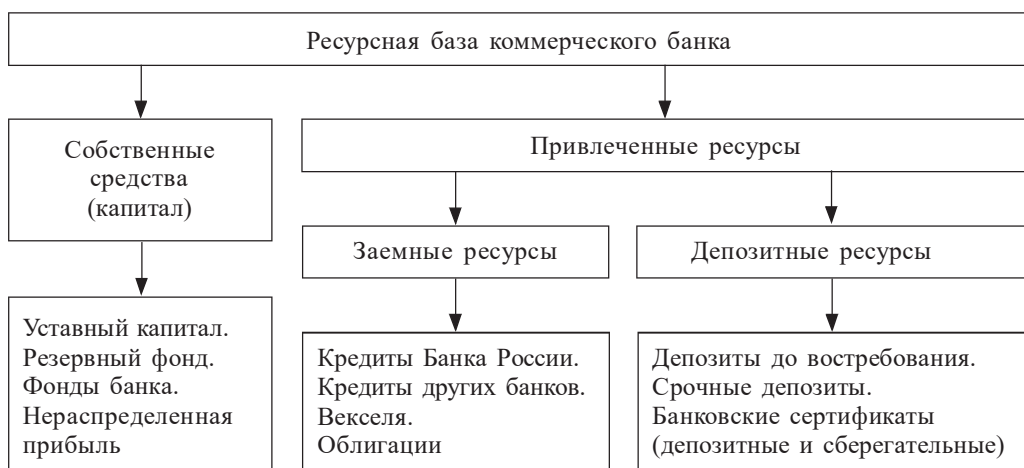 Ресурсная база коммерческого банка
Собственные
средства
(капитал)
Привлеченные ресурсы
Заемные ресурсы
Депозитные ресурсы
Уставный капитал.
Резервный фонд.
Фонды банка.
Нераспределенная
прибыль
Кредиты Банка России.
Кредиты других банков.
Векселя.
Облигации
Депозиты до востребования.
Срочные депозиты.
Банковские сертификаты
(депозитные и сберегательные)